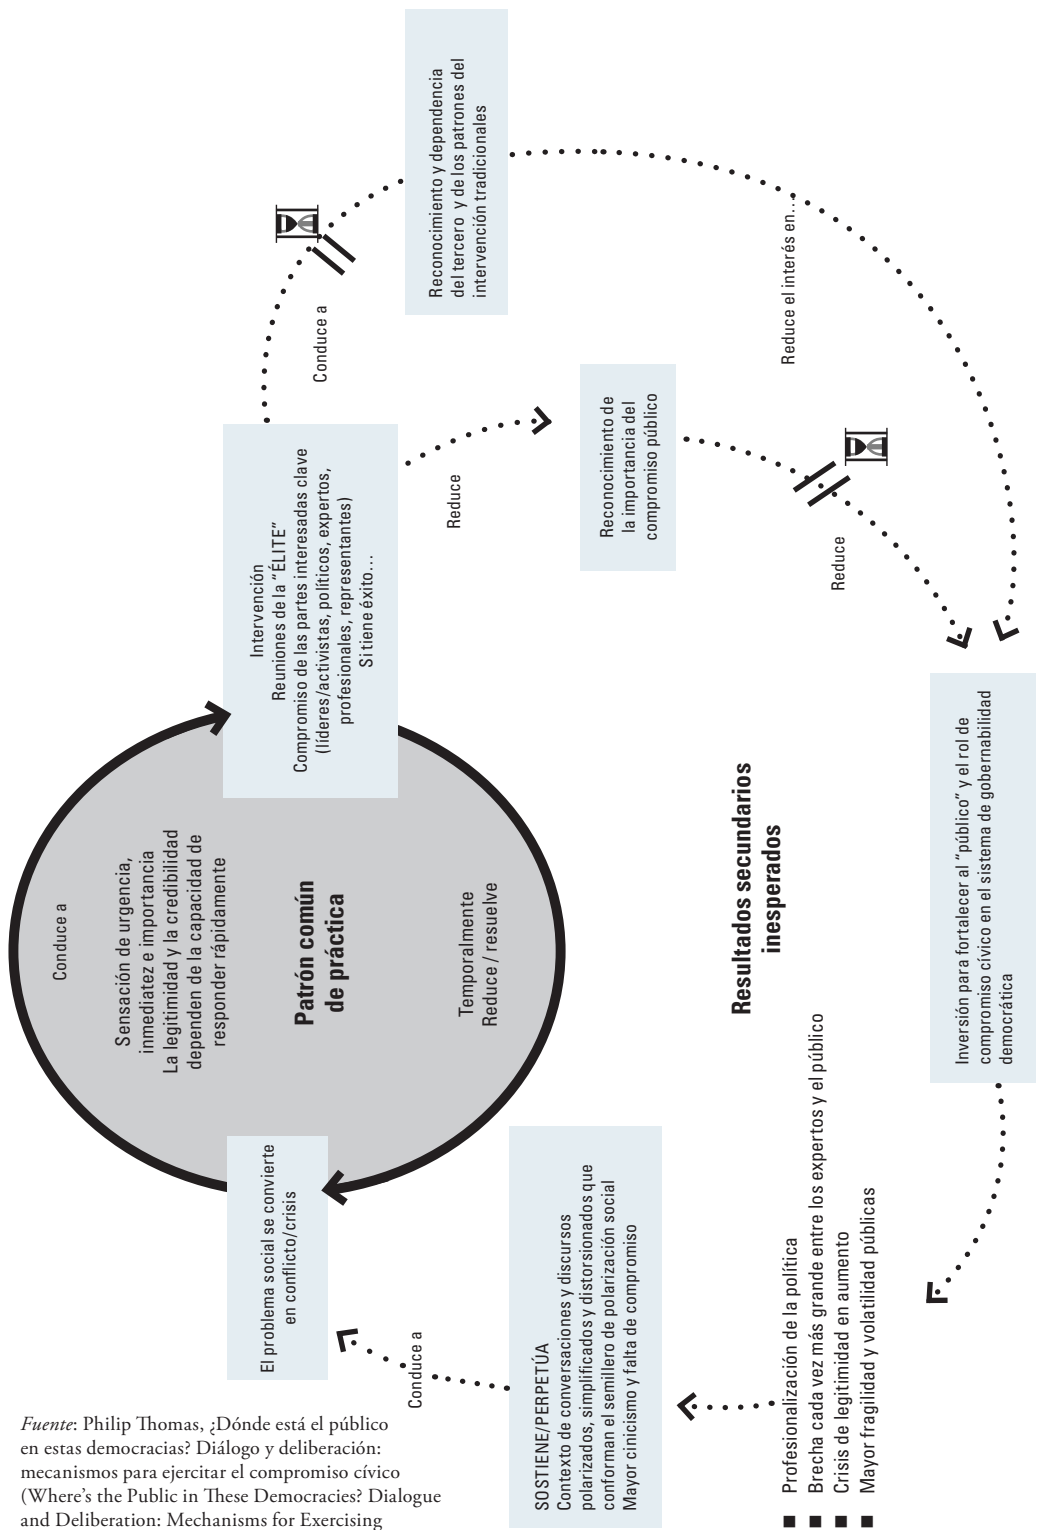 Conduce a
Sensación de urgencia,
inmediatez e importancia
La legitimidad y la credibilidad
dependen de la capacidad de
responder rápidamente
Patrón común
de práctica
Temporalmente
Reduce / resuelve
El problema social se convierte
en conflicto/crisis
Intervención
Reuniones de la “ÉLITE”
Compromiso de las partes interesadas clave
(líderes/activistas, políticos, expertos,
profesionales, representantes)
Si tiene éxito…
Conduce a
Reconocimiento y dependencia
del tercero y de los patrones del
intervención tradicionales
Reduce
Reconocimiento de
la importancia del
compromiso público
Reduce
Reduce el interés en…
Resultados secundarios
inesperados
Inversión para fortalecer al “público” y el rol de
compromiso cívico en el sistema de gobernabilidad
democrática
■ Profesionalización de la política
■ Brecha cada vez más grande entre los expertos y el público
■ Crisis de legitimidad en aumento
■ Mayor fragilidad y volatilidad públicas
SOSTIENE/PERPETÚA
Contexto de conversaciones y discursos
polarizados, simplificados y distorsionados que
conforman el semillero de polarización social
Mayor cinicismo y falta de compromiso
Conduce a
Fuente: Philip Thomas, ¿Dónde está el público
en estas democracias? Diálogo y deliberación:
mecanismos para ejercitar el compromiso cívico
(Where’s the Public in These Democracies? Dialogue
and Deliberation: Mechanisms for Exercising